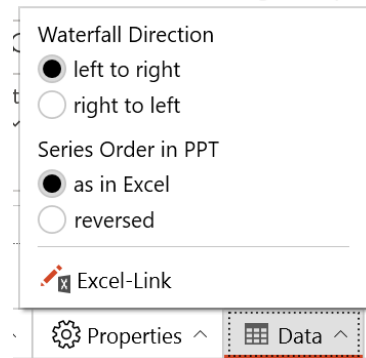 Waterfall Direction
left to right
right to left
Series Order in PPT
as in Excel
reversed
Excel-Link
Properties
Data